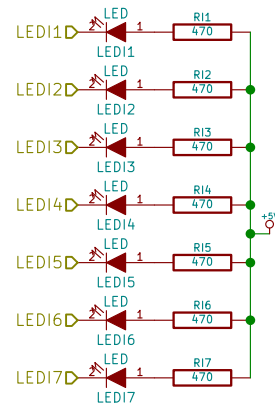 LED RI1
LEDI1 2 1 470
LEDI1
LED RI2
LEDI2 2 1 470
LEDI2
LED RI3
LEDI3 2 1 470
LEDI3
LED RI4
LEDI4 2 1 470
LEDI4
+5V
LED RI5
LEDI5 2 1 470
LEDI5
LED RI6
LEDI6 2 1 470
LEDI6
LED RI7
LEDI7 2 1 470
LEDI7